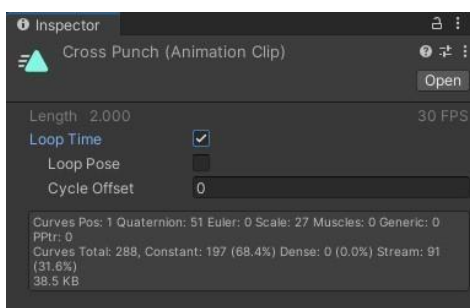 Inspector
Cross Punch (Animation Clip)
Open
Length 2.000 30 FPS
Loop Time
Loop Pose
Cycle Offset 0
Curves Pos: 1 Quaternion: 51 Euler: 0 Scale: 27 Muscles: 0 Generic: 0
PPtr: 0
Curves Total: 288, Constant: 197 (68.4%) Dense: 0 (0.0%) Stream: 91
(31.6%)
38.5 KB